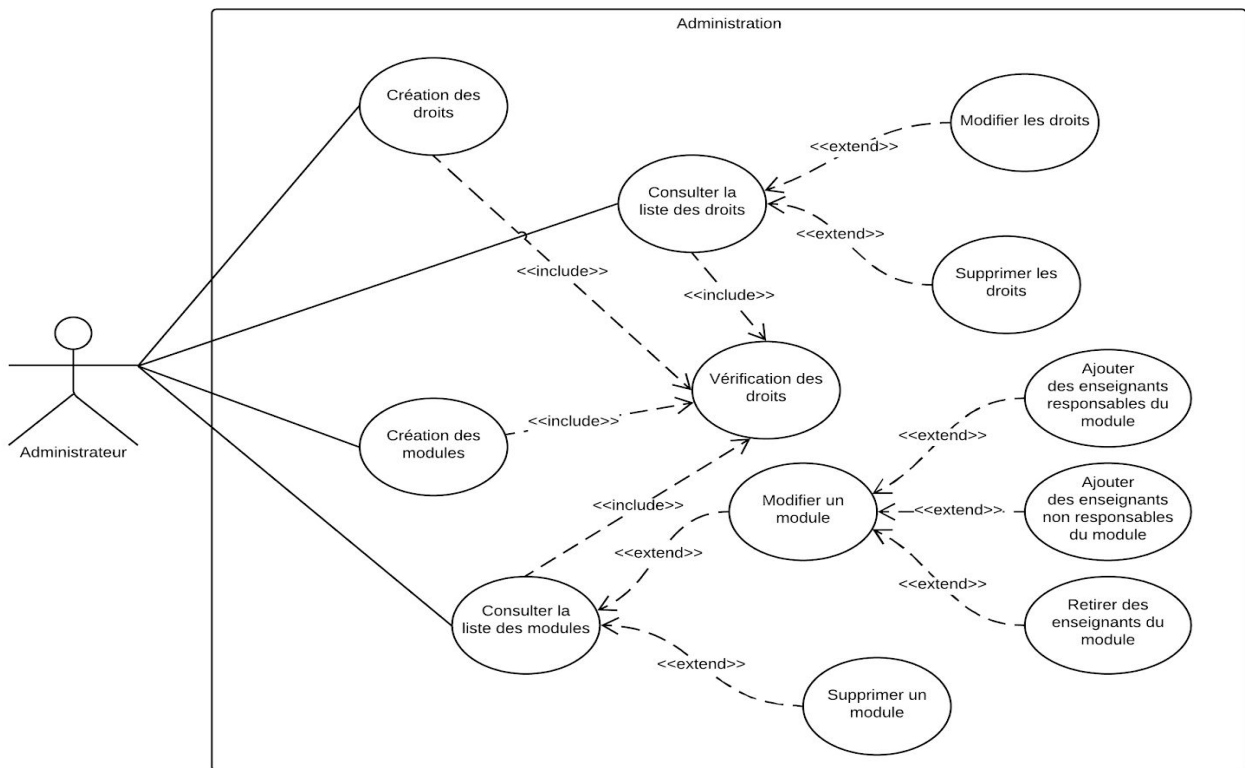 Administration
Création des
droits
Modifier les droits
<<extend>>
Consulter la
liste des droits
<<extend>>
<<include>>
Supprimer les
droits
<<include>>
Administrateur
Vérification des
droits
Ajouter
des enseignants
responsables du
module
<<include>>
Création des
modules
<<extend>>
<<include>>
Modifier un
module
<<extend>>
Ajouter
des enseignants
non responsables
du module
<<extend>>
<<extend>>
Consulter la
liste des modules
Retirer des
enseignants du
module
<<extend>>
Supprimer un
module